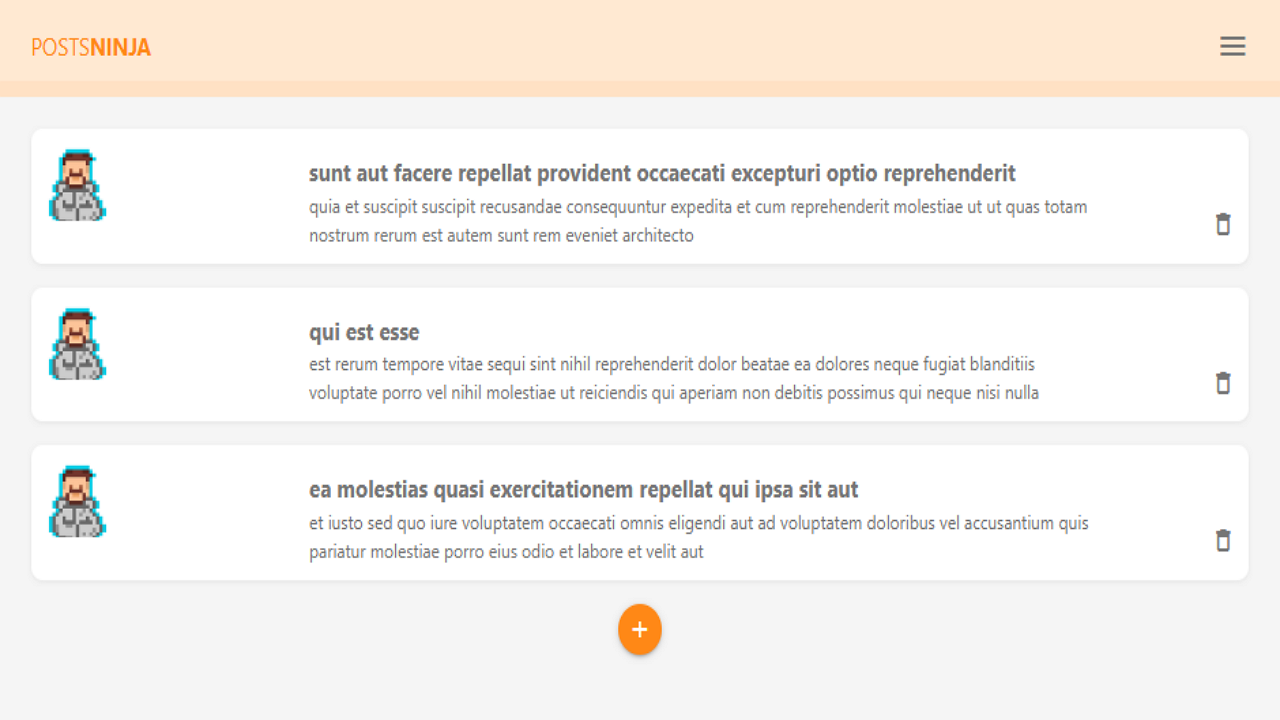 POSTSNINJA
sunt aut facere repellat provident occaecati excepturi optio reprehenderit
quia et suscipit suscipit recusandae consequuntur expedita et cum reprehenderit molestiae ut ut quas totam
nostrum rerum est autem sunt rem eveniet architecto
qui est esse
est rerum tempore vitae sequi sint nihil reprehenderit dolor beatae ea dolores neque fugiat blanditiis
voluptate porro vel nihil molestiae ut reiciendis qui aperiam non debitis possimus qui neque nisi nulla
ea molestias quasi exercitationem repellat qui ipsa sit aut
et iusto sed quo iure voluptatem occaecati omnis eligendi aut ad voluptatem doloribus vel accusantium quis
pariatur molestiae porro eius odio et labore et velit aut
+